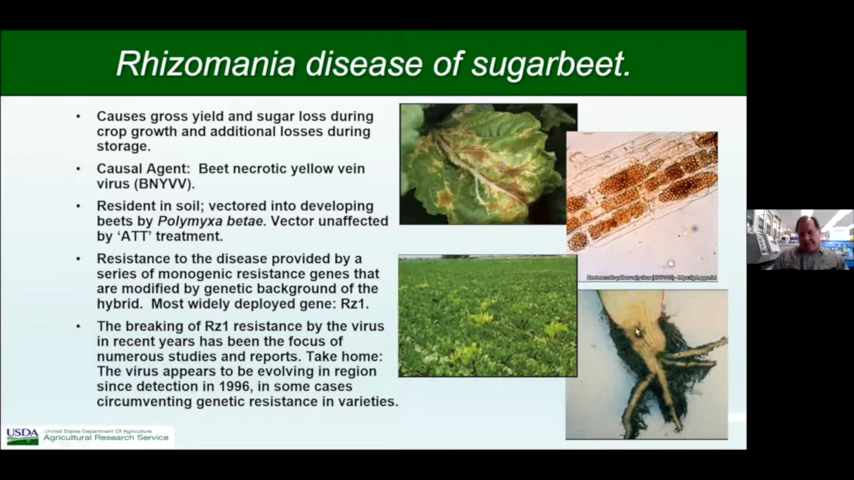 Rhizomania disease of sugarbeet.
• Causes gross yield and sugar loss during
crop growth and additional losses during
storage.
• Causal Agent: Beet necrotic yellow vein
virus (BNYVV).
• Resident in soil; vectored into developing
beets by Polymyxa betae. Vector unaffected
by ‘ATT’ treatment.
• Resistance to the disease provided by a
series of monogenic resistance genes that
are modified by genetic background of the
hybrid. Most widely deployed gene: Rz1.
• The breaking of Rz1 resistance by the virus
in recent years has been the focus of
numerous studies and reports. Take home:
The virus appears to be evolving in region
since detection in 1996, in some cases
circumventing genetic resistance in varieties.
USDA
United States Department Of Agriculture
Agricultural Research Service